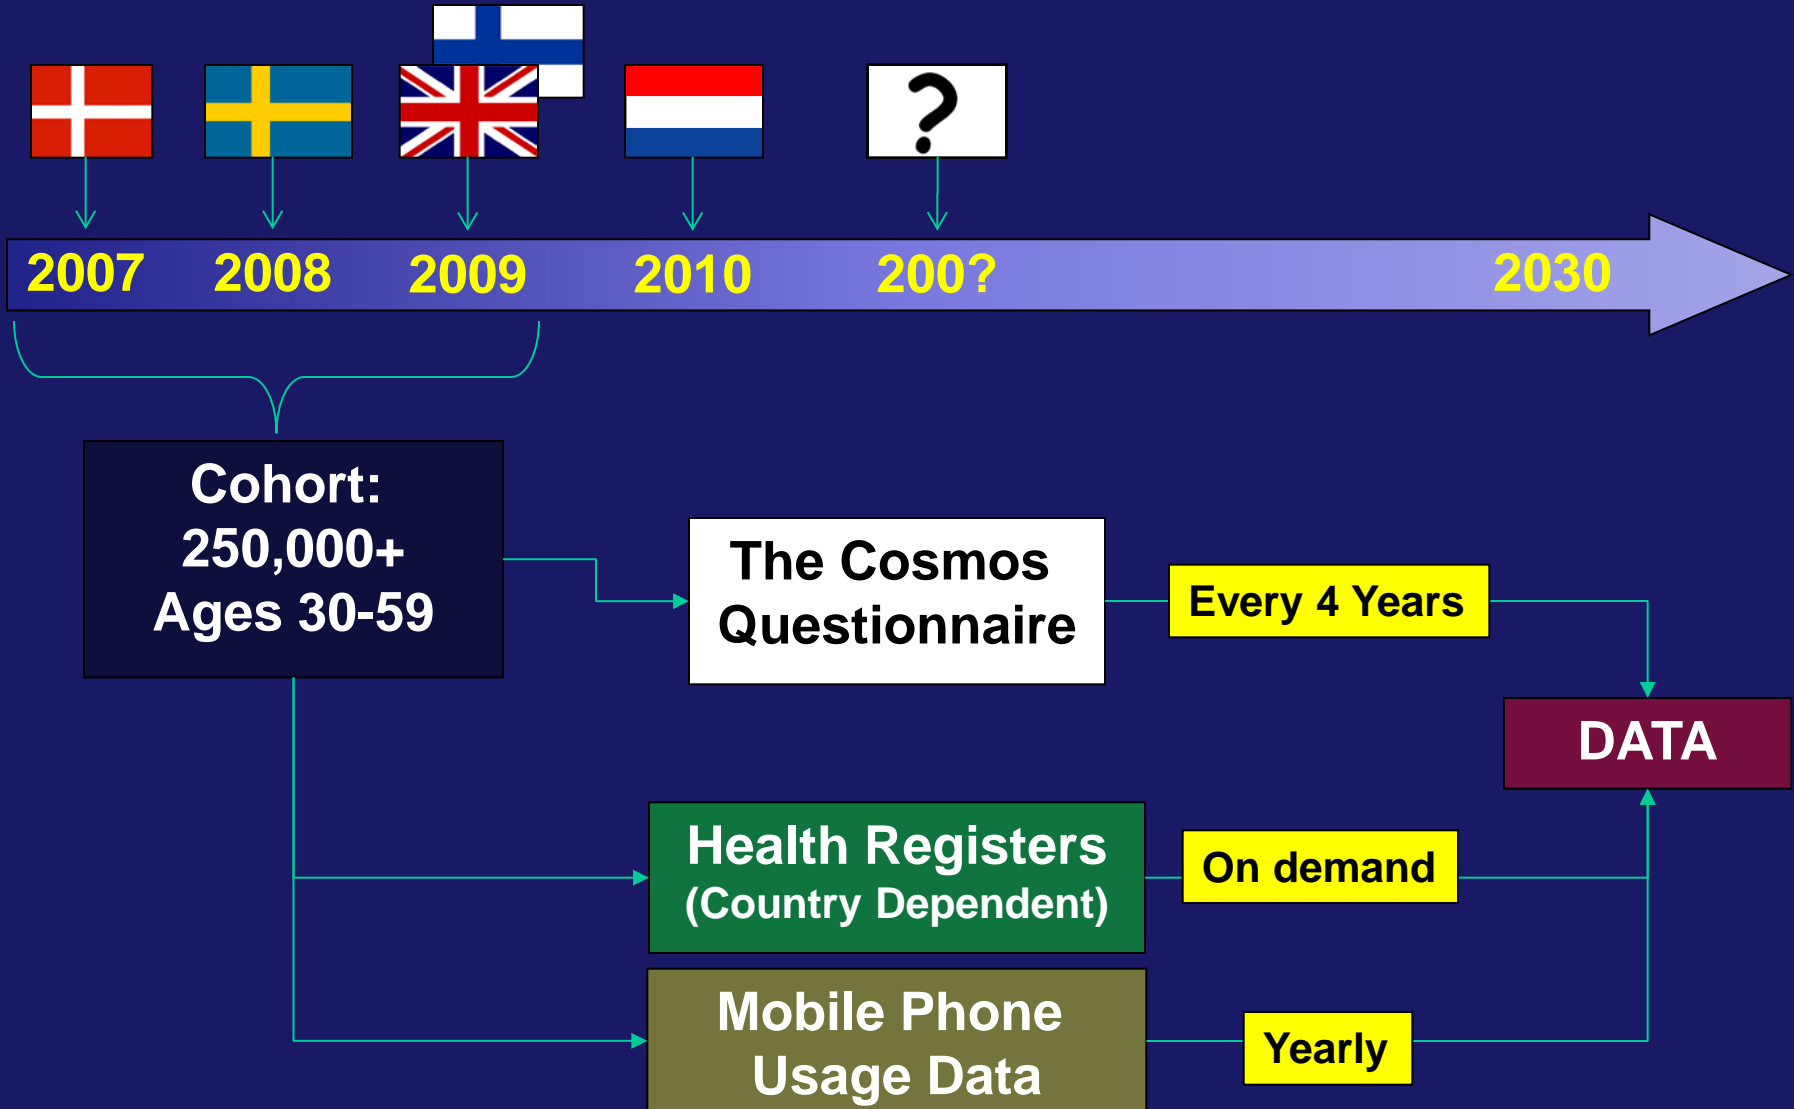 ?
2007
2008
2009
2010
200?
2030
Cohort:
250,000+
Ages 30-59
The Cosmos
Questionnaire
Every 4 Years
DATA
Health Registers
(Country Dependent)
On demand
Mobile Phone
Usage Data
Yearly